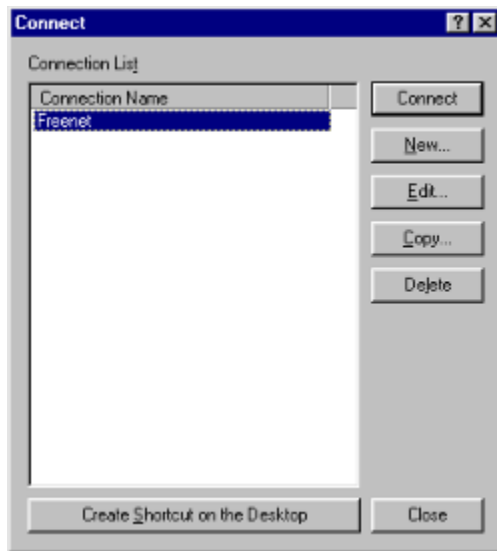 Connect
Connection List
Connection Name
Freenet
Connect
New...
Edit...
Copy...
Delete
Create Shortcut on the Desktop
Close